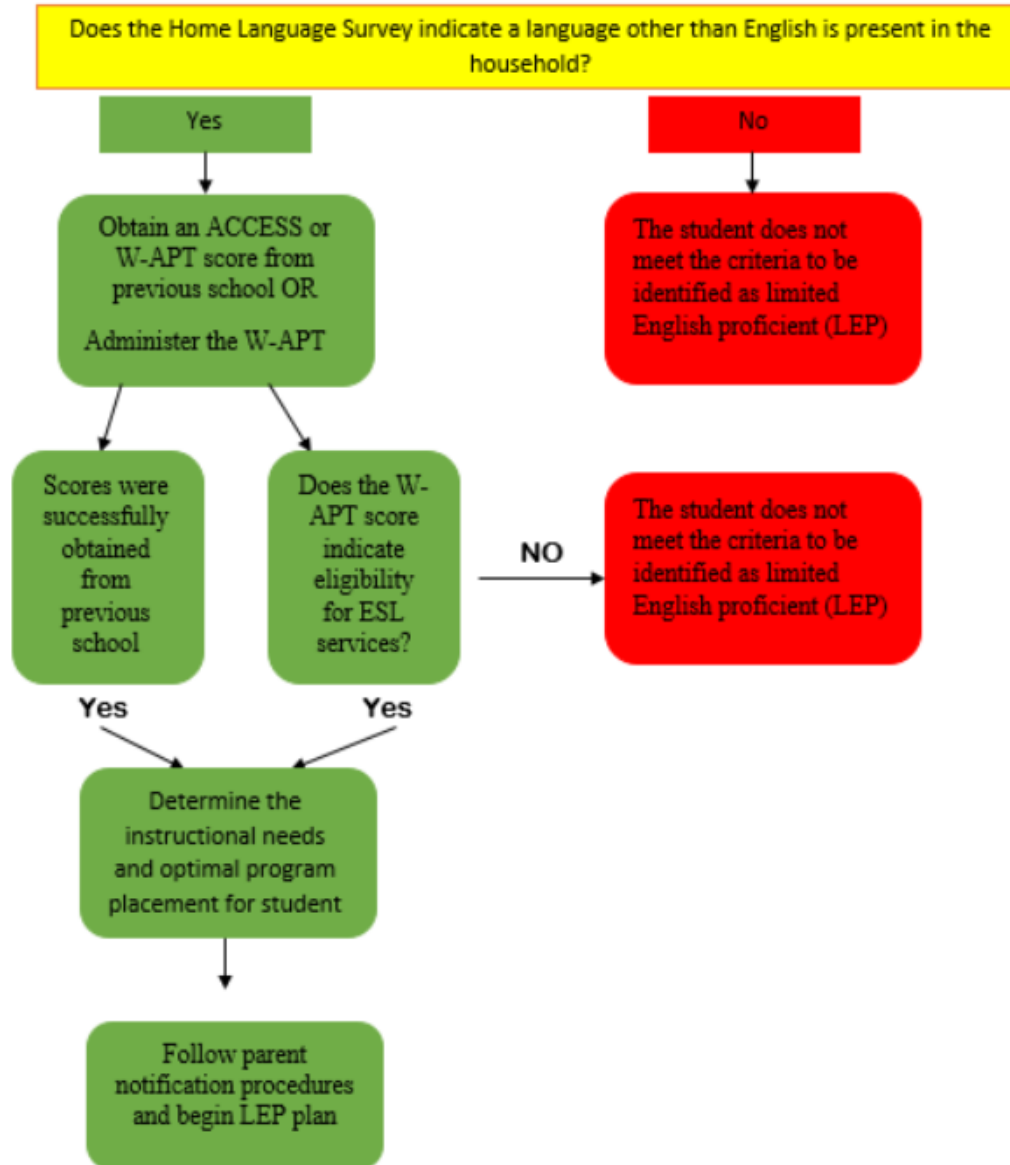 Does the Home Language Survey indicate a language other than English is present in the
household?
Yes
No
Obtain an ACCESS or
W-APT score from
previous school OR
Administer the W-APT
The student does not
meet the criteria to be
identified as limited
English proficient (LEP)
Scores were
successfully
obtained
from
previous
school
Does the W-
APT score
indicate
eligibility
for ESL
services?
NO
The student does not
meet the criteria to be
identified as limited
English proficient (LEP)
Yes
Yes
Determine the
instructional needs
and optimal program
placement for student
Follow parent
notification procedures
and begin LEP plan